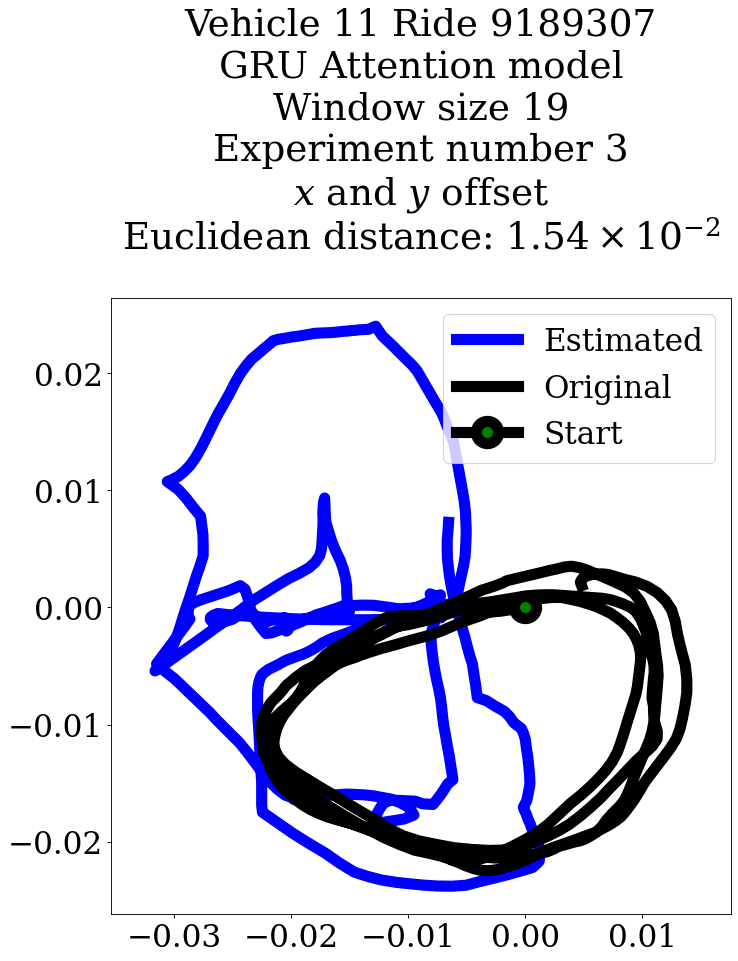 Vehicle 11 Ride 9189307
GRU Attention model
Window size 19
Experiment number 3
x and y offset
Euclidean distance: 1.54 × 10⁻²
Estimated
Original
Start
0.02
0.01
0.00
−0.01
−0.02
−0.03 −0.02 −0.01 0.00 0.01